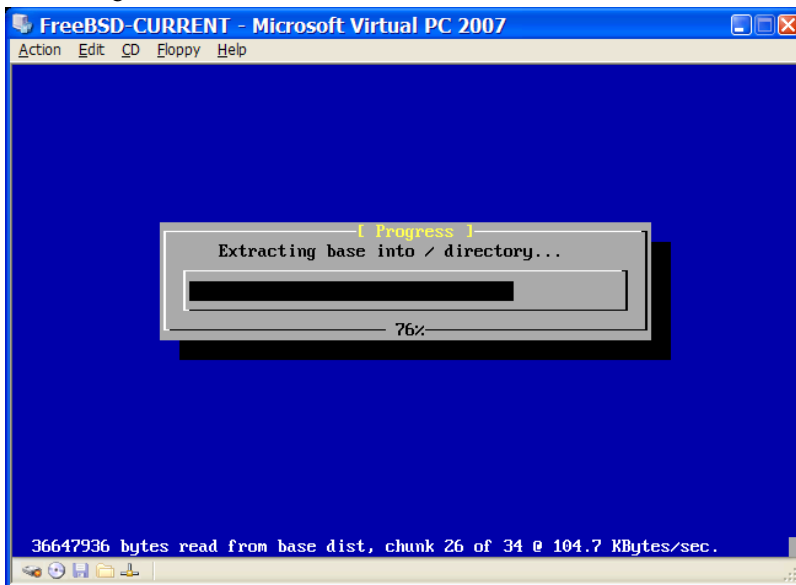 FreeBSD-CURRENT - Microsoft Virtual PC 2007
Action Edit CD Floppy Help
[ Progress ]
Extracting base into / directory...
76%
36647936 bytes read from base dist, chunk 26 of 34 @ 104.7 KBytes/sec.